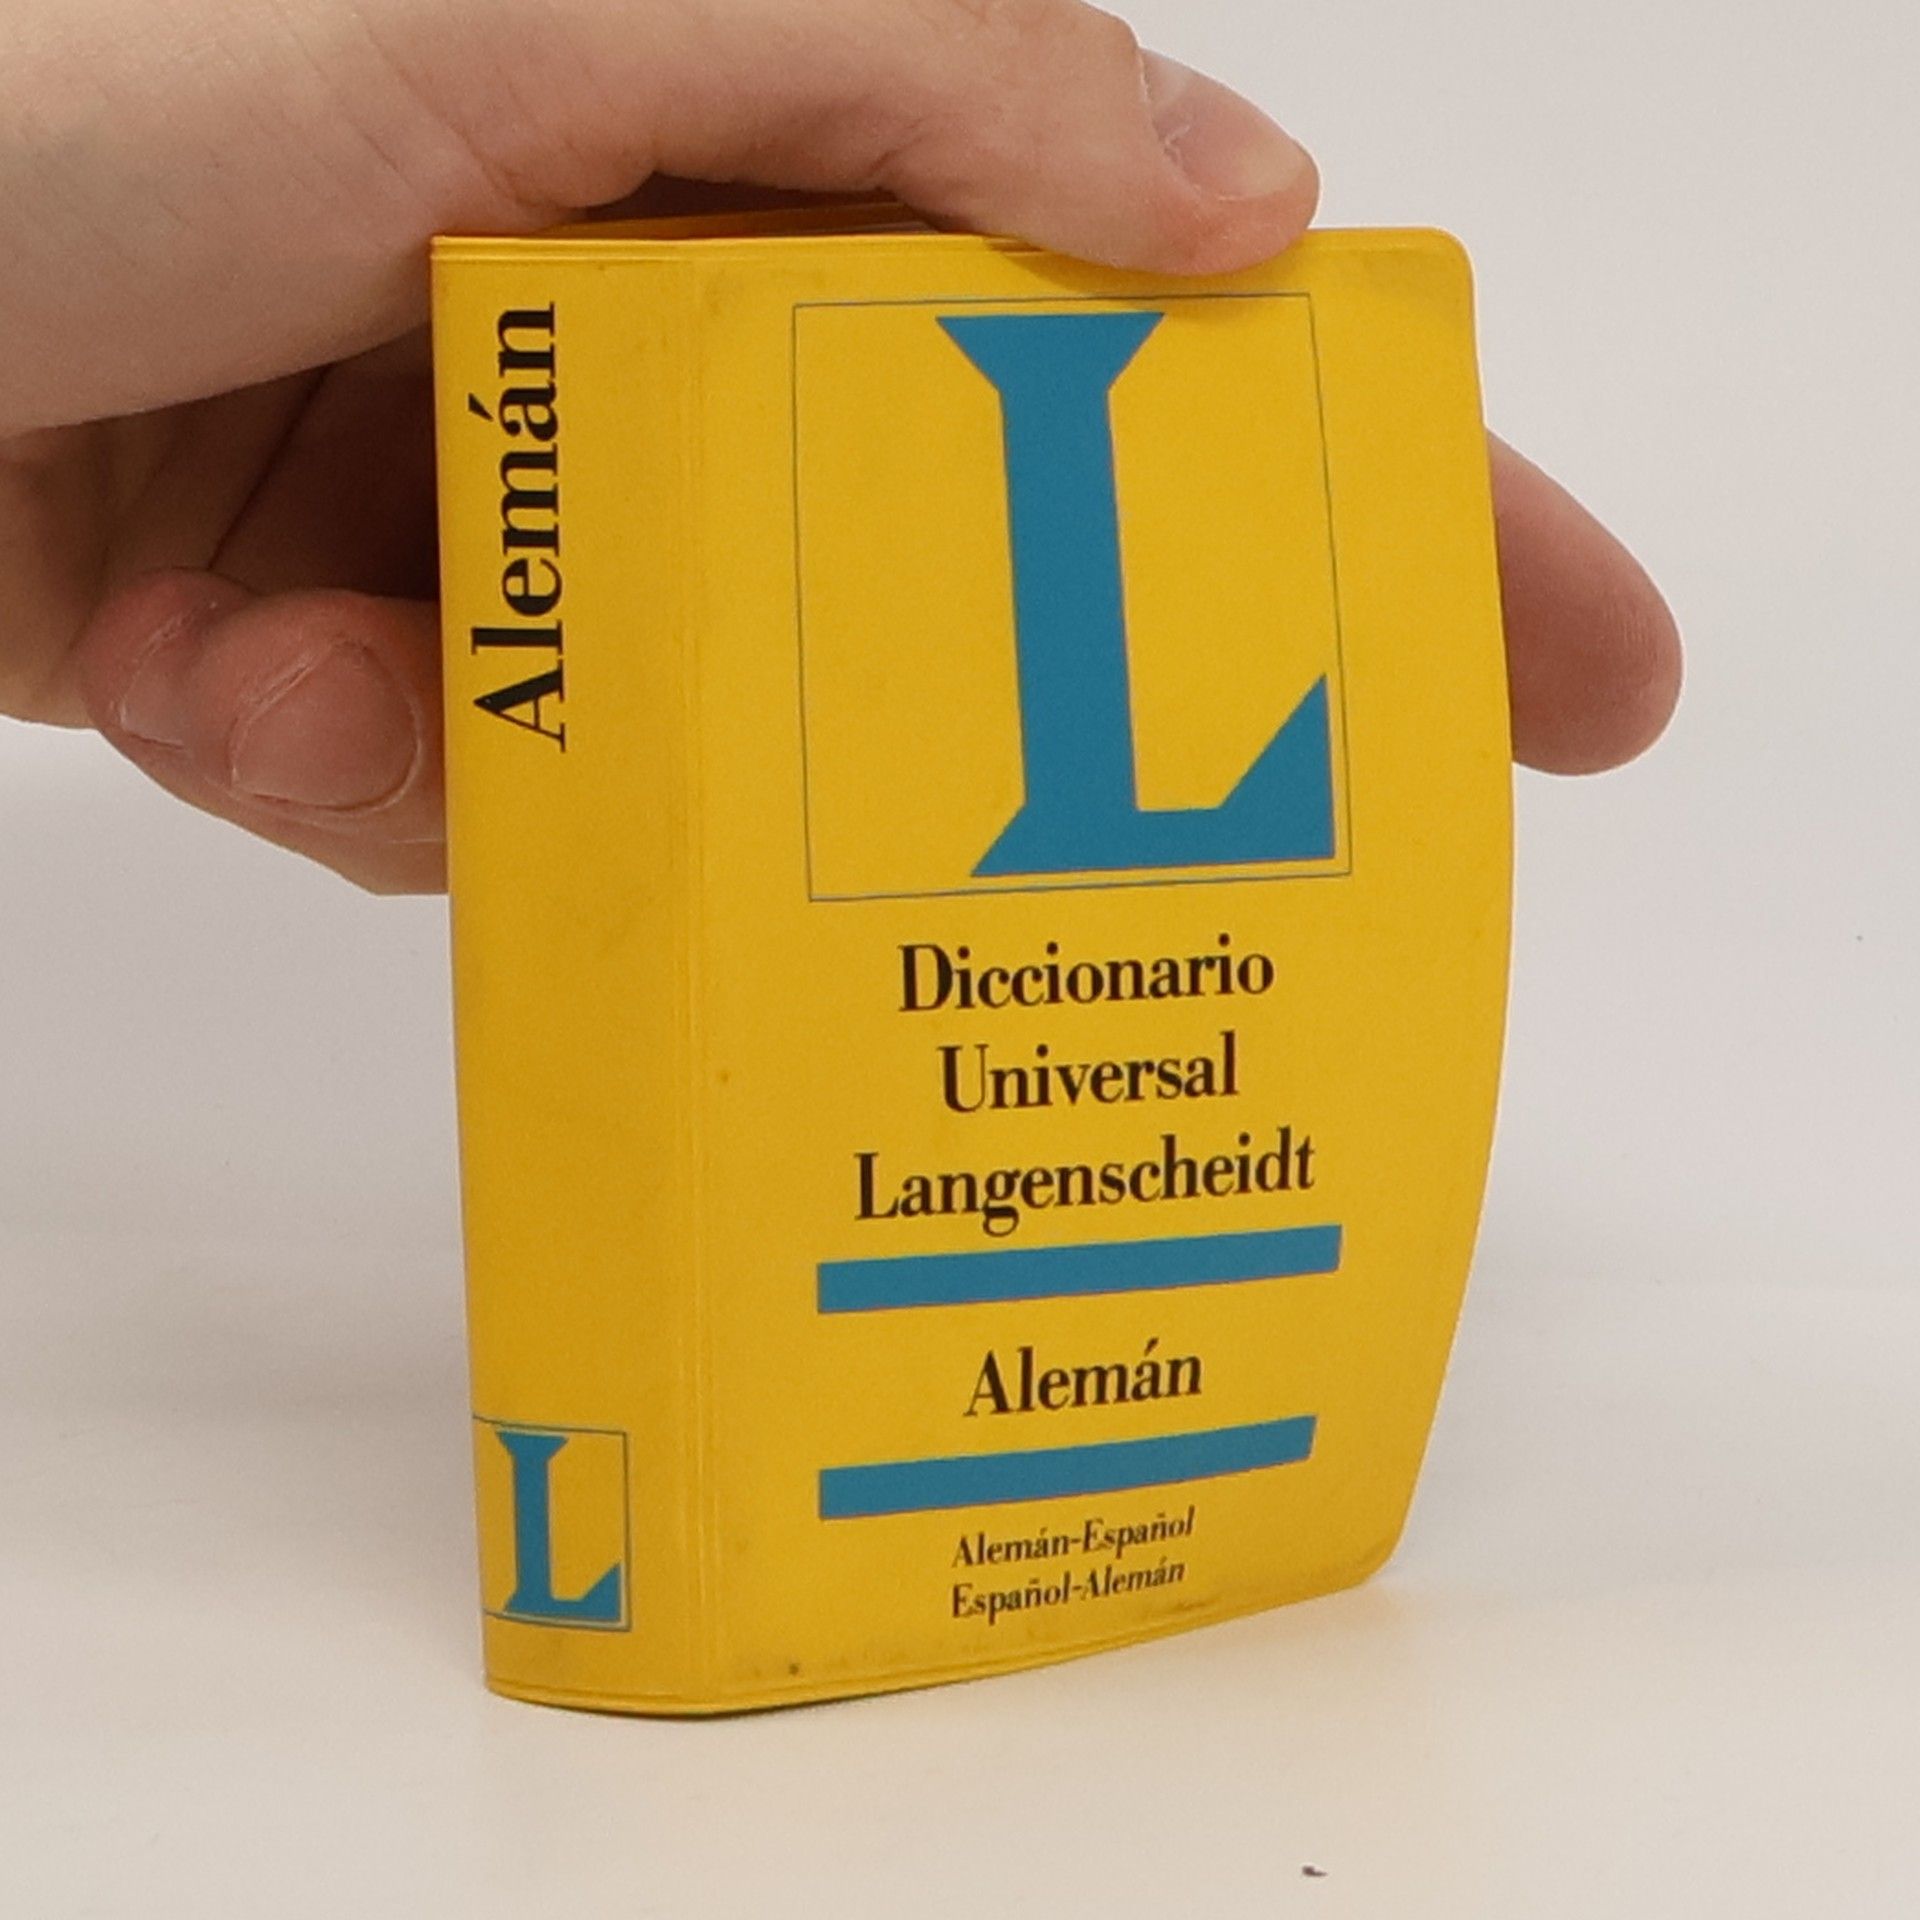 Alemán
L
L
Diccionario
Universal
Langenscheidt
Alemán
Alemán-Español
Español-Alemán